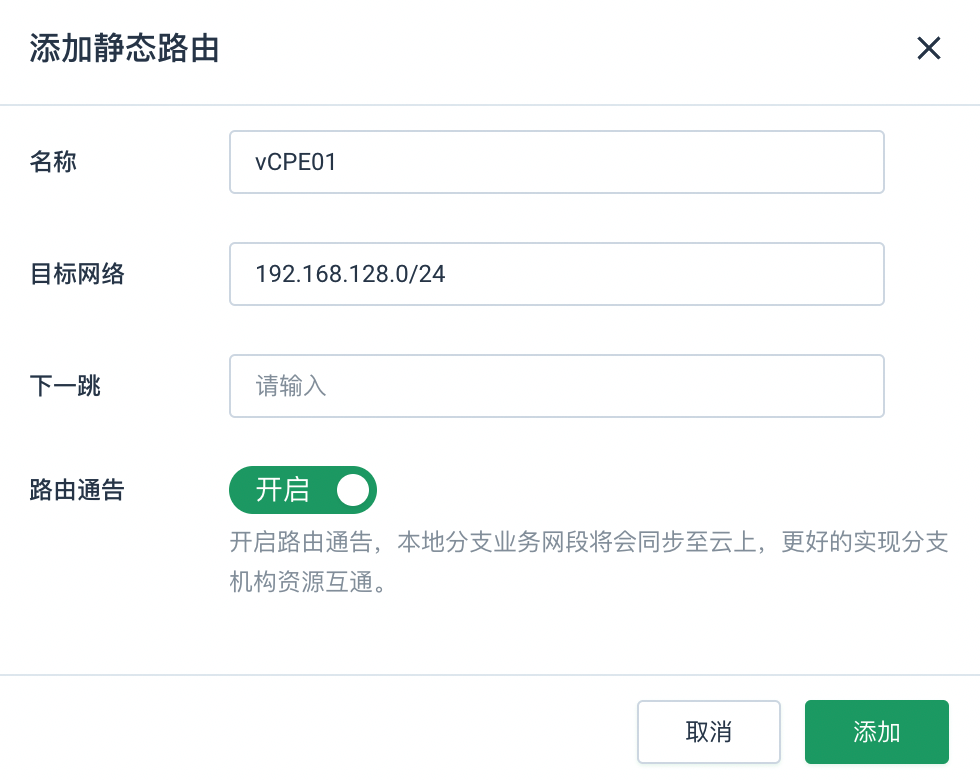 添加静态路由
名称
vCPE01
目标网络
192.168.128.0/24
下一跳
请输入
路由通告
开启
开启路由通告，本地分支业务网段将会同步至云上，更好的实现分支
机构资源互通。
取消
添加